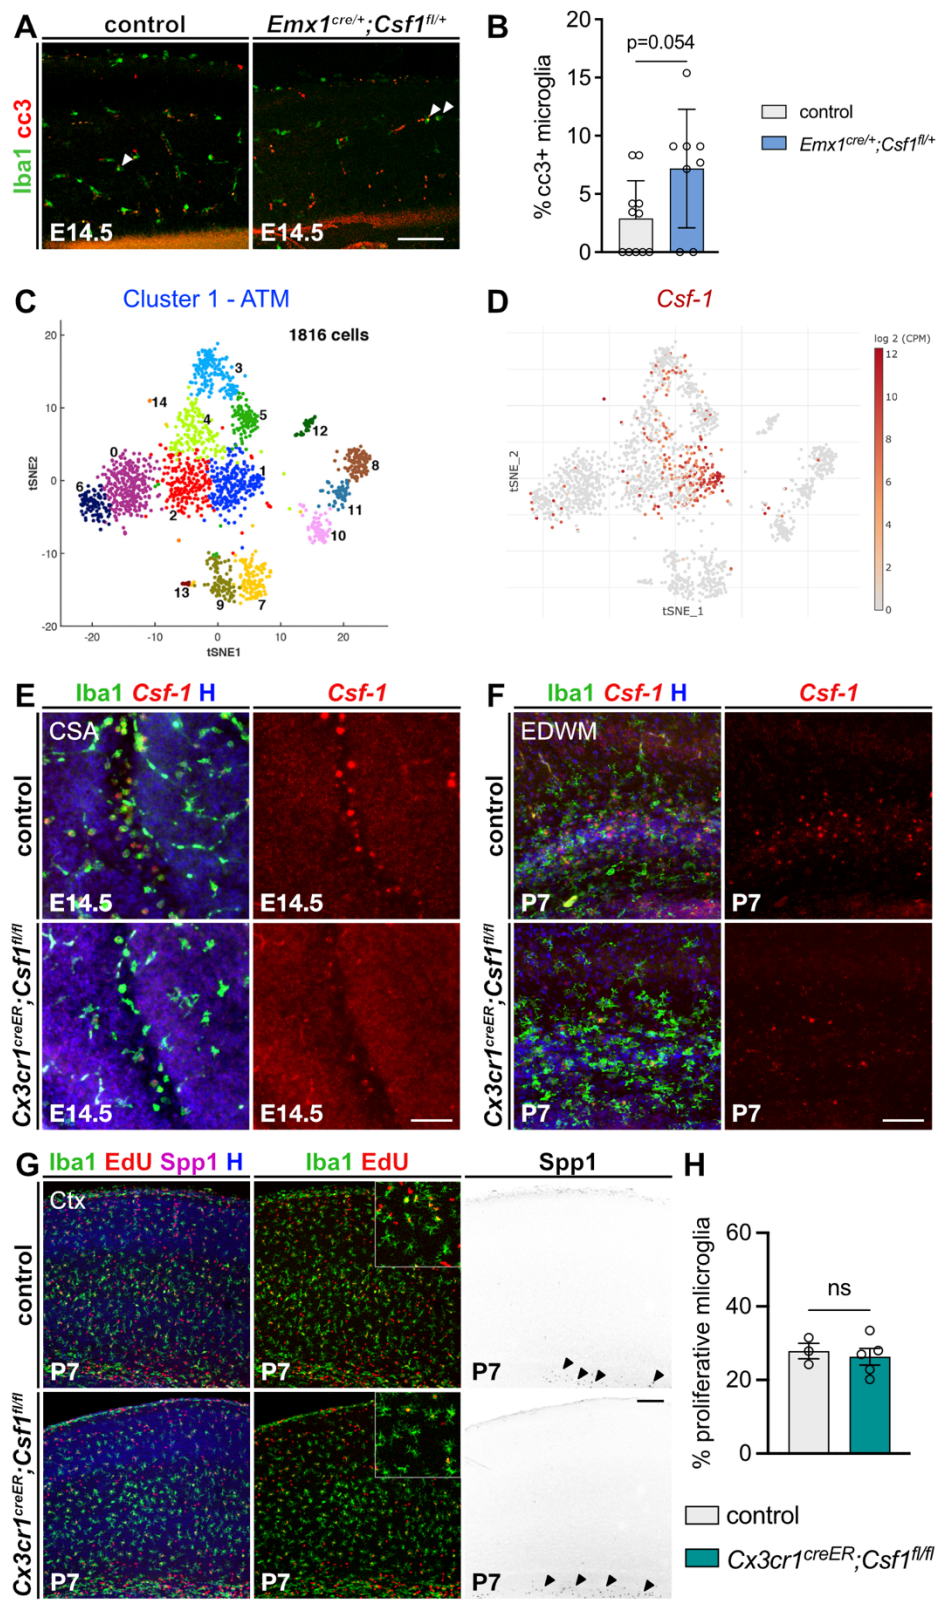 A
control
Emx1cre/+;Csf1fl/+
Iba1 cc3
E14.5
E14.5
B
% cc3+ microglia
20
15
10
5
0
p=0.054
control
Emx1cre/+;Csf1fl/+
C
Cluster 1 - ATM
1816 cells
tSNE2
20
10
0
-10
-20
3
14
4
5
12
0
1
8
6
2
11
10
13
9
7
-20
-10
0
10
20
tSNE1
D
Csf-1
log 2 (CPM)
12
10
8
6
4
2
0
tSNE_2
tSNE_1
E
Iba1 Csf-1 H
Csf-1
control
CSA
E14.5
E14.5
Cx3cr1creER;Csf1fl/fl
E14.5
E14.5
F
Iba1 Csf-1 H
Csf-1
control
EDWM
P7
P7
Cx3cr1creER;Csf1fl/fl
P7
P7
G
Iba1 EdU Spp1 H
Iba1 EdU
Spp1
control
Ctx
P7
P7
Cx3cr1creER;Csf1fl/fl
P7
P7
H
% proliferative mlicroglia
60
40
20
0
ns
control
Cx3cr1creER;Csf1fl/fl